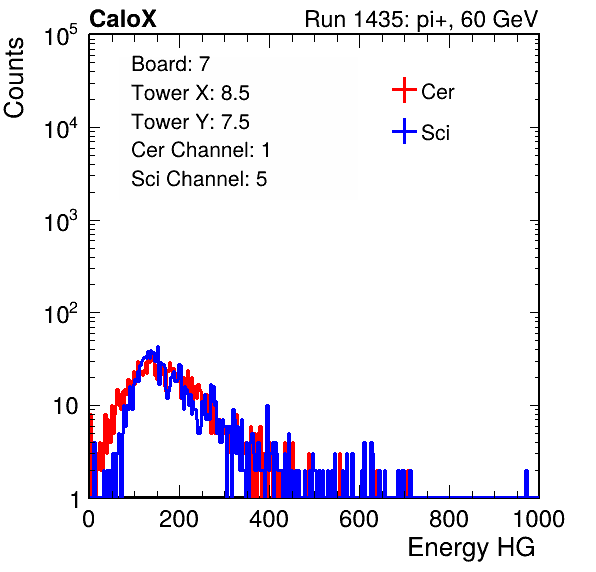 CaloX Run 1435: pi+, 60 GeV
Counts
Board: 7
Tower X: 8.5
Tower Y: 7.5
Cer Channel: 1
Sci Channel: 5
Cer
Sci
10^5
10^4
10^3
10^2
10
1
0 200 400 600 800 1000
Energy HG